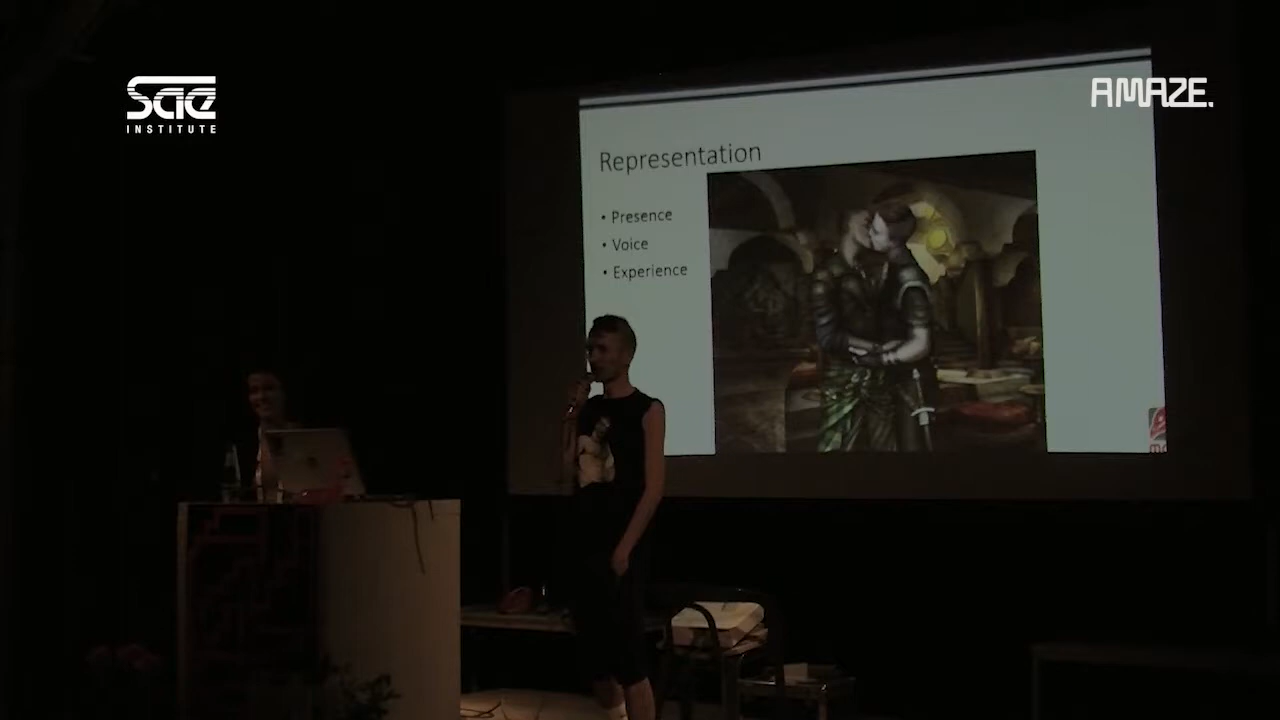 sae
INSTITUTE
AMAZE.
Representation
• Presence
• Voice
• Experience